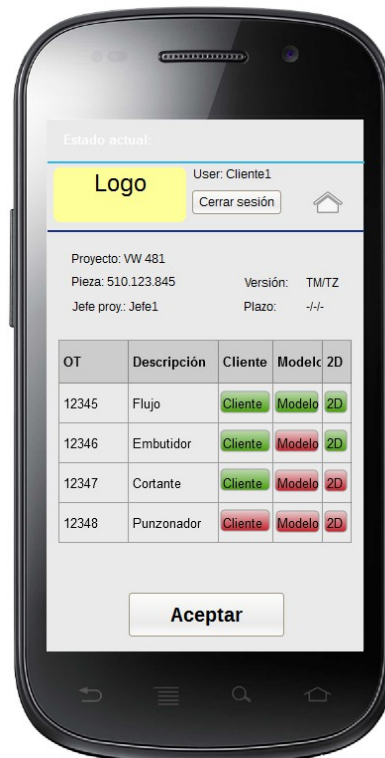 Estado actual:
Logo
User: Cliente1
Cerrar sesión
Proyecto: VW 481
Pieza: 510.123.845 Versión: TM/TZ
Jefe proy.: Jefe1 Plazo: -/-/-
OT Descripción Cliente Modelc 2D
12345 Flujo Cliente Modelo 2D
12346 Embutidor Cliente Modelo 2D
12347 Cortante Cliente Modelo 2D
12348 Punzonador Cliente Modelo 2D
Aceptar